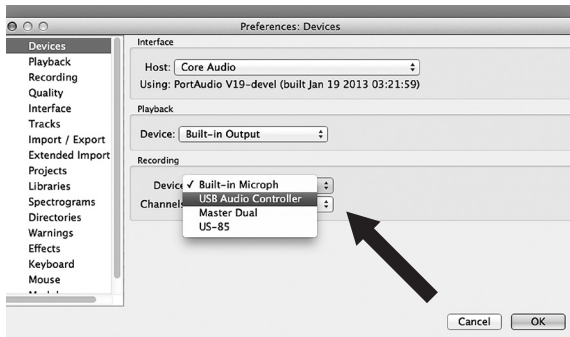 Preferences: Devices
Devices
Playback
Recording
Quality
Interface
Tracks
Import / Export
Extended Import
Projects
Libraries
Spectrograms
Directories
Warnings
Effects
Keyboard
Mouse
Interface
Host: Core Audio
Using: PortAudio V19-devel (built Jan 19 2013 03:21:59)
Playback
Device: Built-in Output
Recording
Device ✓ Built-in Microph
USB Audio Controller
Channels
Master Dual
US-85
Cancel OK